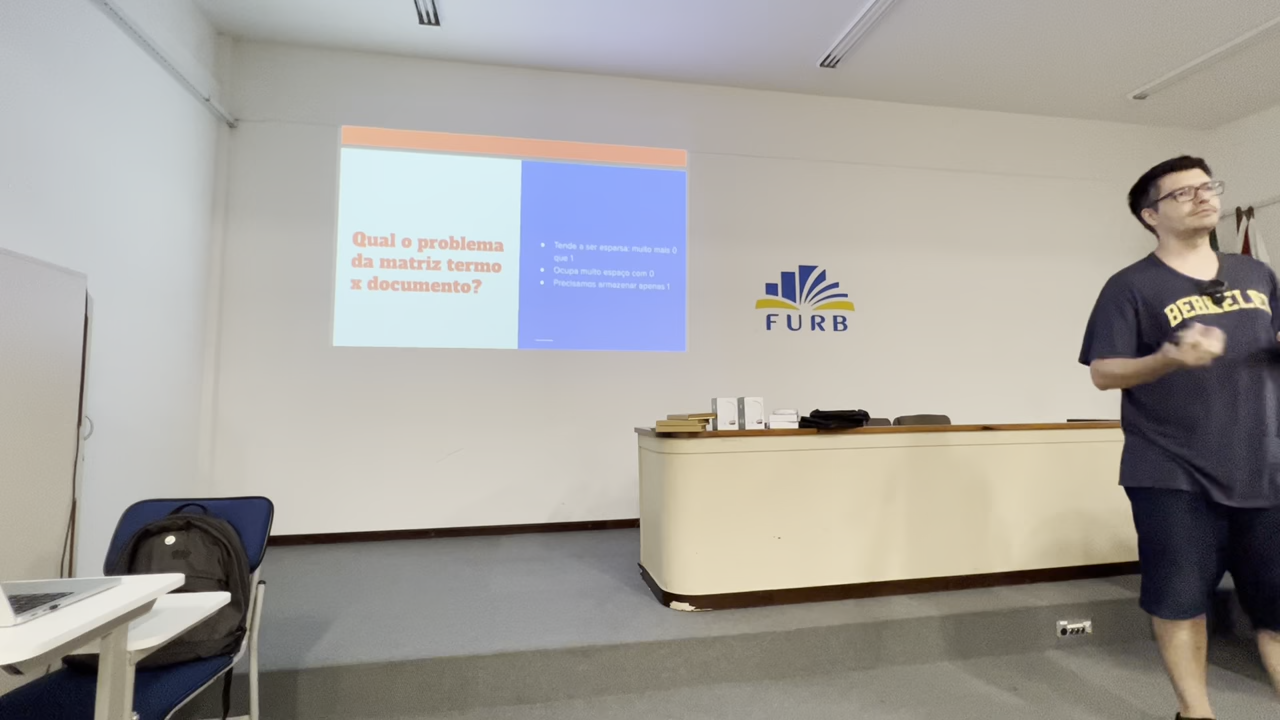 Qual o problema
da matriz termo
x documento?
● Tende a ser esparsa: muito mais 0
que 1
● Ocupa muito espaço com 0
● Precisamos armazenar apenas 1
FURB
BERKELEY